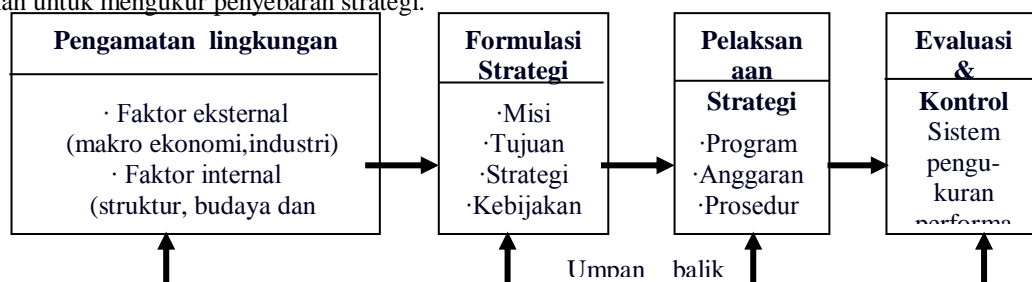 an untuk mengukur penyebaran strategi.
Pengamatan lingkungan
· Faktor eksternal
(makro ekonomi,industri)
· Faktor internal
(struktur, budaya dan
Formulasi
Strategi
·Misi
·Tujuan
·Strategi
·Kebijakan
Pelaksan
aan
Strategi
·Program
·Anggaran
·Prosedur
Evaluasi
&
Kontrol
Sistem
pengu-
kuran
performa
Umpan balik